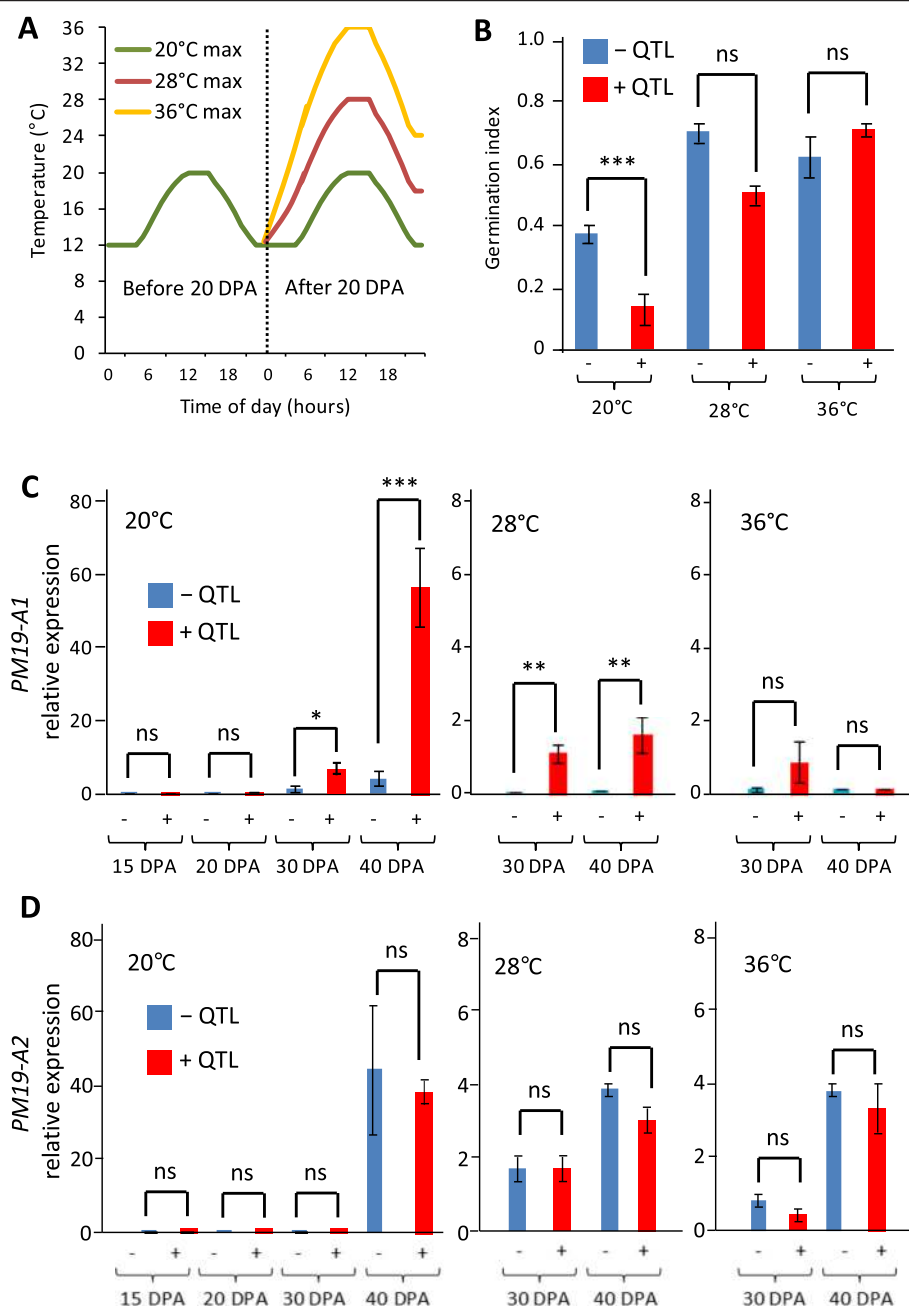 A
Temperature (°C)
36
32
28
24
20
16
12
8
4
0
20°C max
28°C max
36°C max
Before 20 DPA
After 20 DPA
0 6 12 18 0 6 12 18
Time of day (hours)
B
Germination index
1.0
0.8
0.6
0.4
0.2
0
– QTL
+ QTL
***
ns
ns
- + - + - +
20°C 28°C 36°C
C
PM19-A1
relative expression
80
60
40
20
0
20°C
– QTL
+ QTL
ns
ns
*
***
- + - + - + - +
15 DPA 20 DPA 30 DPA 40 DPA
8
6
4
2
0
28°C
**
**
- + - +
30 DPA 40 DPA
8
6
4
2
0
36°C
ns
ns
- + - +
30 DPA 40 DPA
D
PM19-A2
relative expression
80
60
40
20
0
20°C
– QTL
+ QTL
ns
ns
ns
ns
- + - + - + - +
15 DPA 20 DPA 30 DPA 40 DPA
8
6
4
2
0
28°C
ns
ns
- + - +
30 DPA 40 DPA
8
6
4
2
0
36°C
ns
ns
- + - +
30 DPA 40 DPA